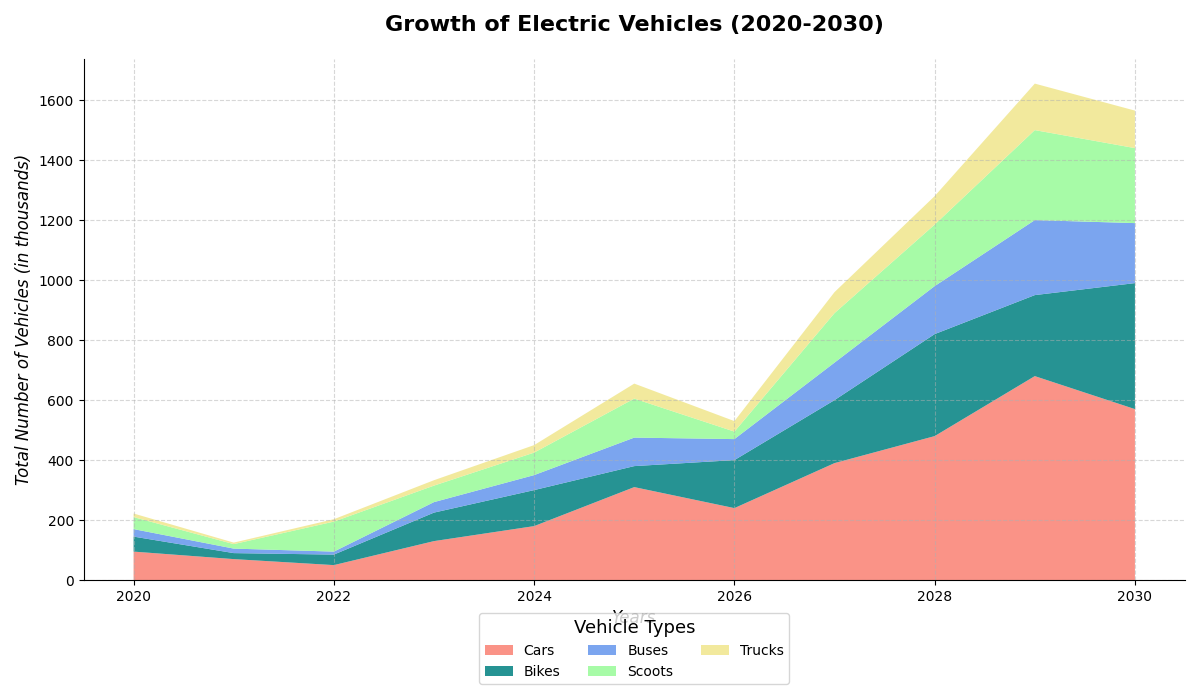 Growth of Electric Vehicles (2020-2030)
Total Number of Vehicles (in thousands)
1600
1400
1200
1000
800
600
400
200
0
2020 2022 2024 2026 2028 2030
Years
Vehicle Types
Cars Buses Trucks
Bikes Scoots